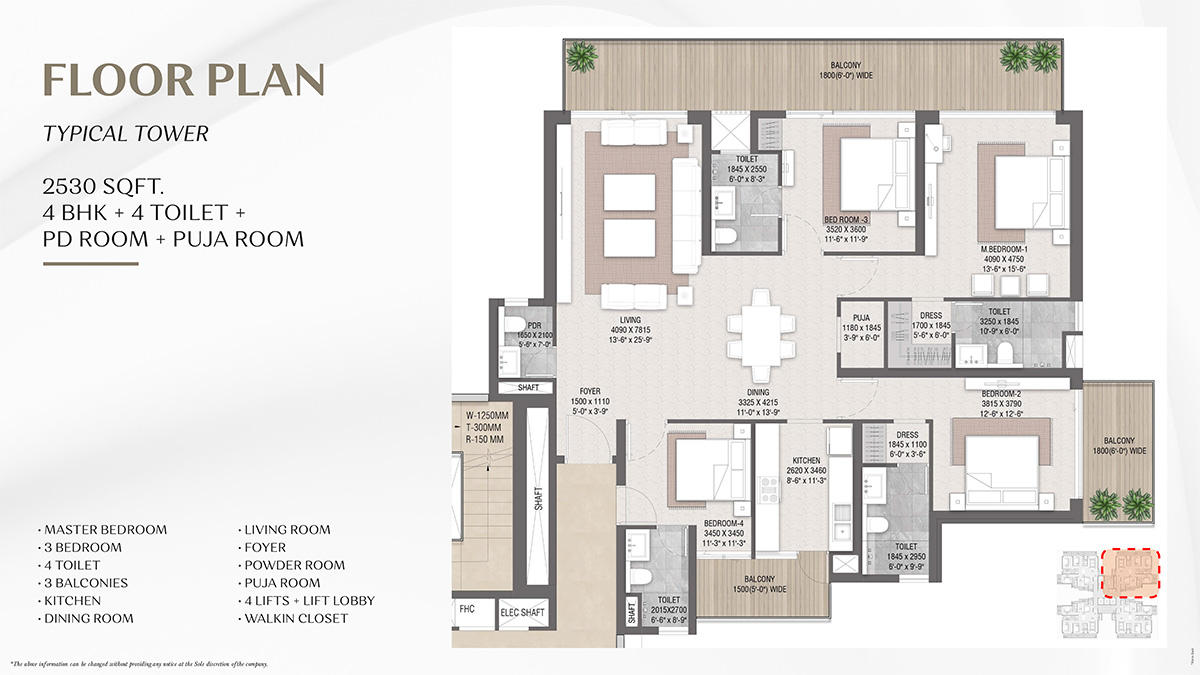 FLOOR PLAN
TYPICAL TOWER
2530 SQFT.
4 BHK + 4 TOILET +
PD ROOM + PUJA ROOM
• MASTER BEDROOM
• 3 BEDROOM
• 4 TOILET
• 3 BALCONIES
• KITCHEN
• DINING ROOM
• LIVING ROOM
• FOYER
• POWDER ROOM
• PUJA ROOM
• 4 LIFTS + LIFT LOBBY
• WALKIN CLOSET
*The above information can be changed without providing any notice at the Sole discretion of the company.
BALCONY
1800(6'-0") WIDE
TOILET
1845 X 2550
6'-0" x 8'-3"
BED ROOM -3
3520 X 3600
11'-6" x 11'-9"
M.BEDROOM-1
4090 X 4750
13'-6" x 15'-6"
LIVING
4090 X 7815
13'-6" x 25'-9"
PDR
1650 X 2100
5'-6" x 7'-0"
SHAFT
PUJA
1180 x 1845
3'-9" x 6'-0"
DRESS
1700 x 1845
5'-6" x 6'-0"
TOILET
3250 x 1845
10'-9" x 6'-0"
FOYER
1500 x 1110
5'-0" x 3'-9"
DINING
3325 X 4215
11'-0" x 13'-9"
BEDROOM-2
3815 X 3790
12'-6" x 12'-6"
BALCONY
1800(6'-0") WIDE
W-1250MM
T-300MM
R-150 MM
SHAFT
KITCHEN
2620 X 3460
8'-6" x 11'-3"
DRESS
1845 x 1100
6'-0" x 3'-6"
BEDROOM-4
3450 X 3450
11'-3" x 11'-3"
TOILET
1845 X 2950
6'-0" x 9'-9"
BALCONY
1500(5'-0") WIDE
TOILET
2015X2700
6'-6" x 8'-9"
SHAFT
FHC
ELEC SHAFT